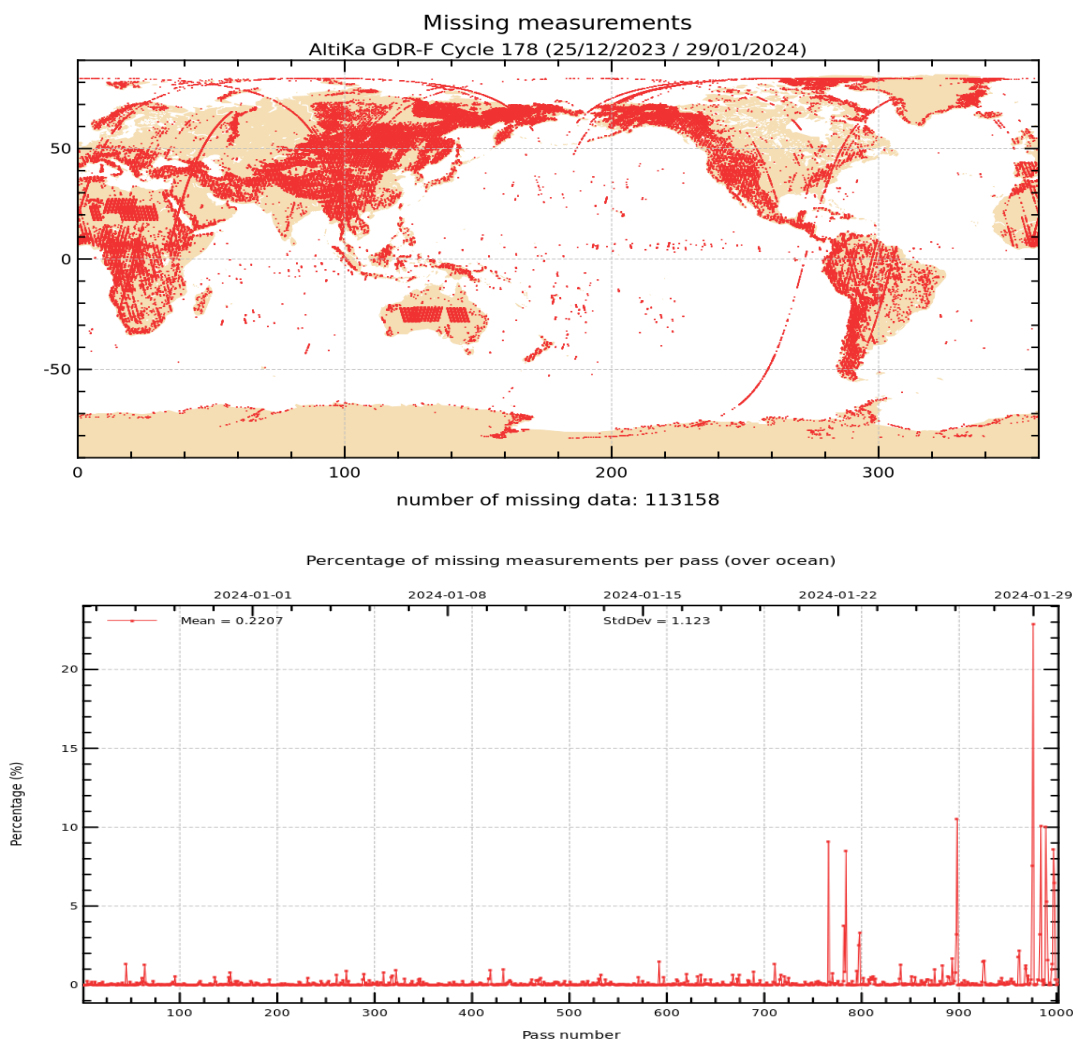 Missing measurements
AltiKa GDR-F Cycle 178 (25/12/2023 / 29/01/2024)
50
0
-50
0 100 200 300
number of missing data: 113158
Percentage of missing measurements per pass (over ocean)
2024-01-01 2024-01-08 2024-01-15 2024-01-22 2024-01-29
Mean = 0.2207 StdDev = 1.123
20
15
10
5
0
Percentage (%)
100 200 300 400 500 600 700 800 900 1000
Pass number